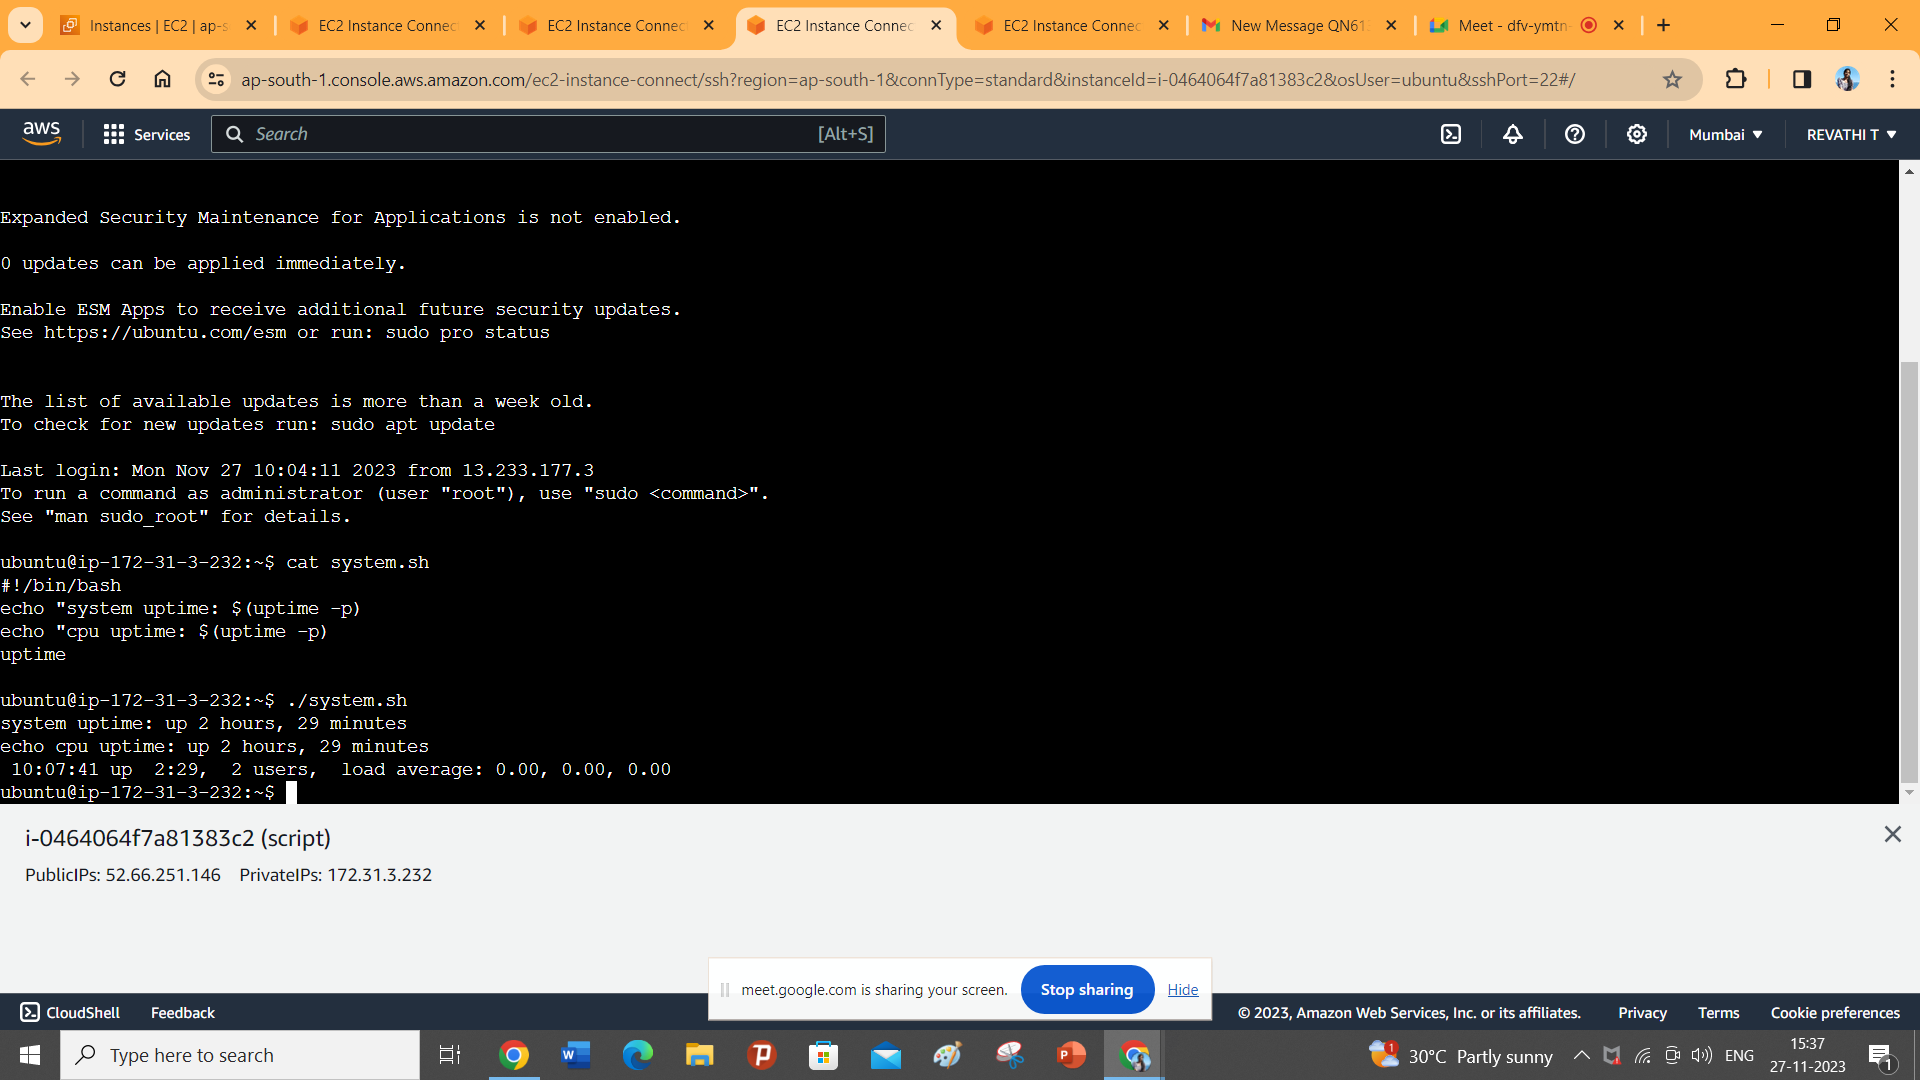 Instances | EC2 | ap-s
EC2 Instance Connec
EC2 Instance Connec
EC2 Instance Connec
EC2 Instance Connec
New Message QN61
Meet - dfv-ymtn-
ap-south-1.console.aws.amazon.com/ec2-instance-connect/ssh?region=ap-south-1&connType=standard&instanceId=i-0464064f7a81383c2&osUser=ubuntu&sshPort=22#/
aws
Services
Search
[Alt+S]
Mumbai
REVATHI T
Expanded Security Maintenance for Applications is not enabled.
0 updates can be applied immediately.
Enable ESM Apps to receive additional future security updates.
See https://ubuntu.com/esm or run: sudo pro status
The list of available updates is more than a week old.
To check for new updates run: sudo apt update
Last login: Mon Nov 27 10:04:11 2023 from 13.233.177.3
To run a command as administrator (user "root"), use "sudo <command>".
See "man sudo_root" for details.
ubuntu@ip-172-31-3-232:~$ cat system.sh
#!/bin/bash
echo "system uptime: $(uptime -p)
echo "cpu uptime: $(uptime -p)
uptime
ubuntu@ip-172-31-3-232:~$ ./system.sh
system uptime: up 2 hours, 29 minutes
echo cpu uptime: up 2 hours, 29 minutes
10:07:41 up  2:29,  2 users,  load average: 0.00, 0.00, 0.00
ubuntu@ip-172-31-3-232:~$
i-0464064f7a81383c2 (script)
PublicIPs: 52.66.251.146 PrivateIPs: 172.31.3.232
meet.google.com is sharing your screen.
Stop sharing
Hide
CloudShell
Feedback
© 2023, Amazon Web Services, Inc. or its affiliates.
Privacy
Terms
Cookie preferences
Type here to search
1
30°C Partly sunny
ENG
15:37
27-11-2023
1